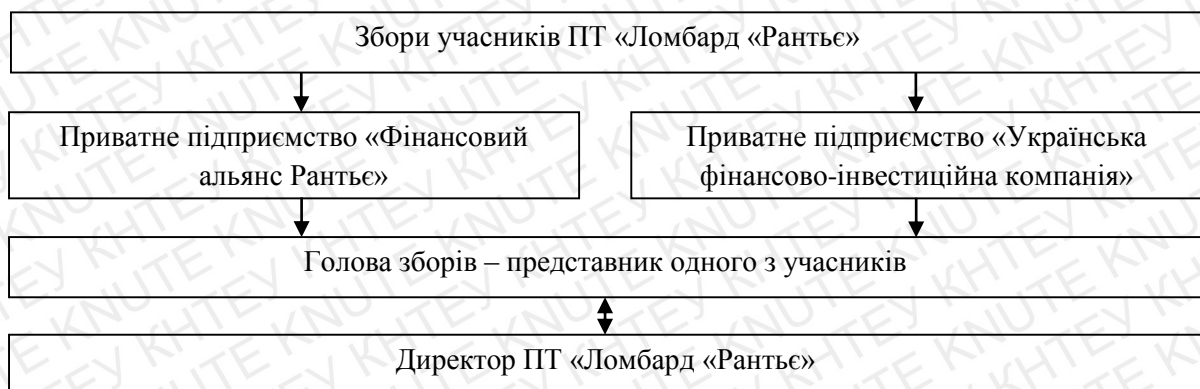 Збори учасників ПТ «Ломбард «Рантьє»
Приватне підприємство «Фінансовий
альянс Рантьє»
Приватне підприємство «Українська
фінансово-інвестиційна компанія»
Голова зборів – представник одного з учасників
Директор ПТ «Ломбард «Рантьє»